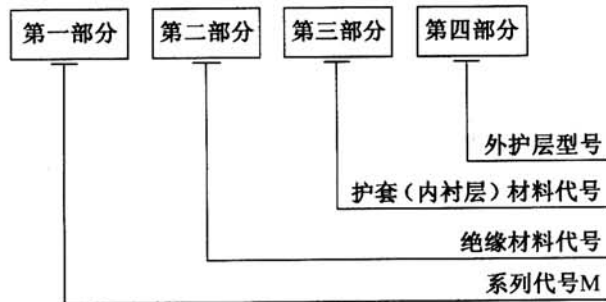 第一部分 第二部分 第三部分 第四部分
外护层型号
护套(内衬层)材料代号
绝缘材料代号
系列代号M